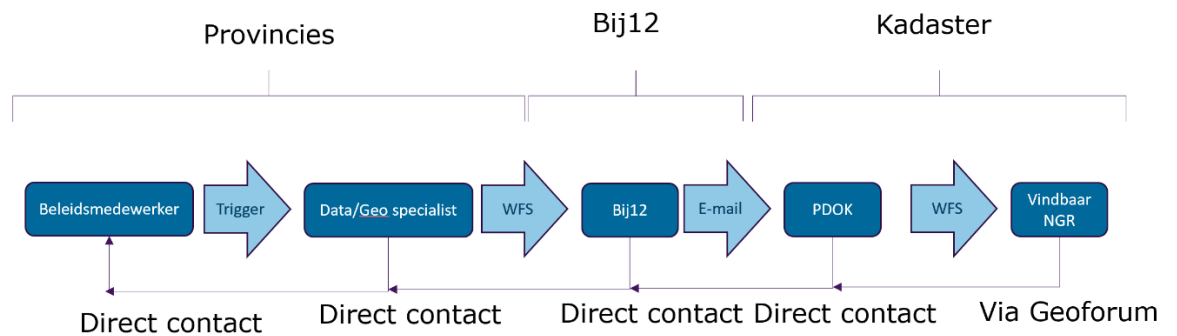 Provincies
Bij12
Kadaster
Beleidsmedewerker
Trigger
Data/Geo specialist
WFS
Bij12
E-mail
PDOK
WFS
Vindbaar
NGR
Direct contact
Direct contact
Direct contact
Direct contact
Via Geoforum